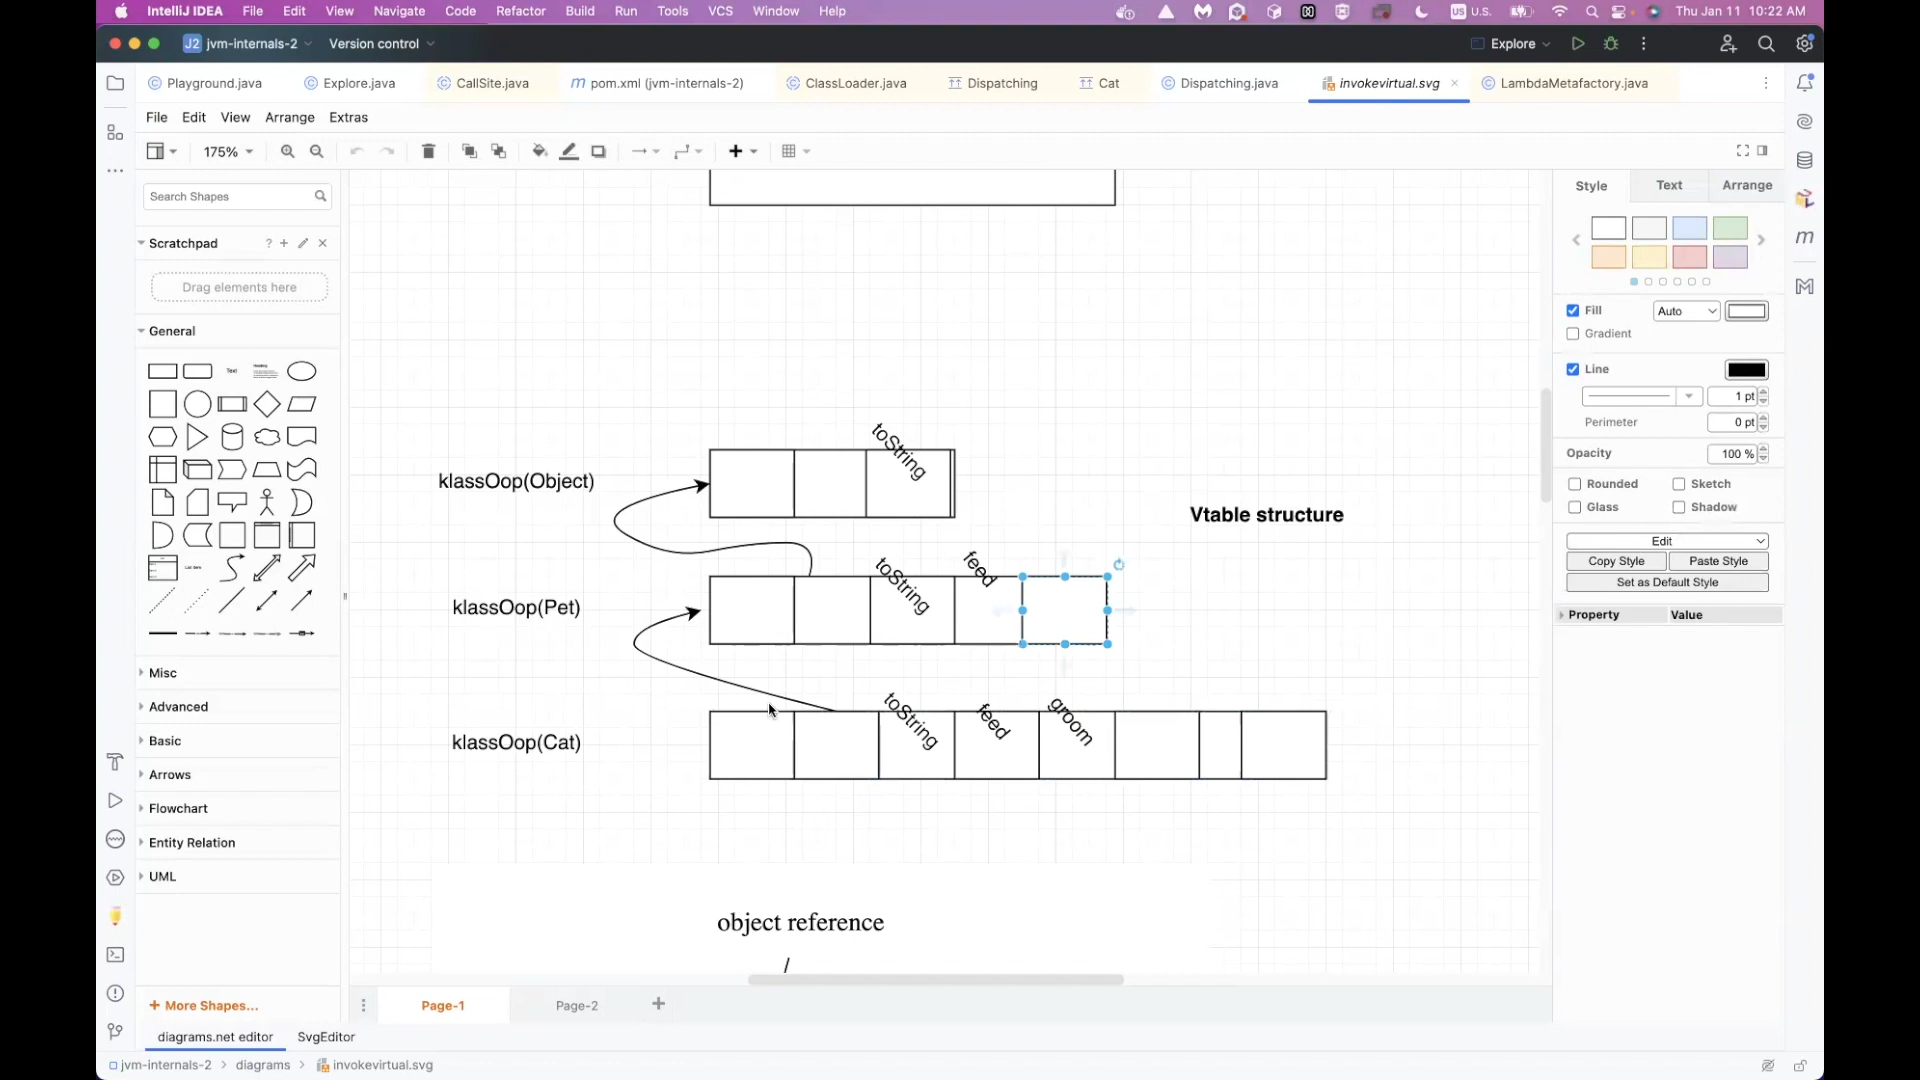 IntelliJ IDEA File Edit View Navigate Code Refactor Build Run Tools VCS Window Help
US U.S. Thu Jan 11 10:22 AM
J2 jvm-internals-2 Version control Explore
Playground.java Explore.java CallSite.java m pom.xml (jvm-internals-2) ClassLoader.java Dispatching Cat Dispatching.java invokevirtual.svg LambdaMetafactory.java
File Edit View Arrange Extras
175%
Search Shapes
Scratchpad
Drag elements here
General
Misc
Advanced
Basic
Arrows
Flowchart
Entity Relation
UML
+ More Shapes...
klassOop(Object)
toString
Vtable structure
klassOop(Pet)
toString
feed
klassOop(Cat)
toString
feed
groom
object reference
/
Style Text Arrange
Fill Auto
Gradient
Line
1 pt
Perimeter 0 pt
Opacity 100 %
Rounded Sketch
Glass Shadow
Edit
Copy Style Paste Style
Set as Default Style
Property Value
Page-1 Page-2
diagrams.net editor SvgEditor
jvm-internals-2 > diagrams > invokevirtual.svg